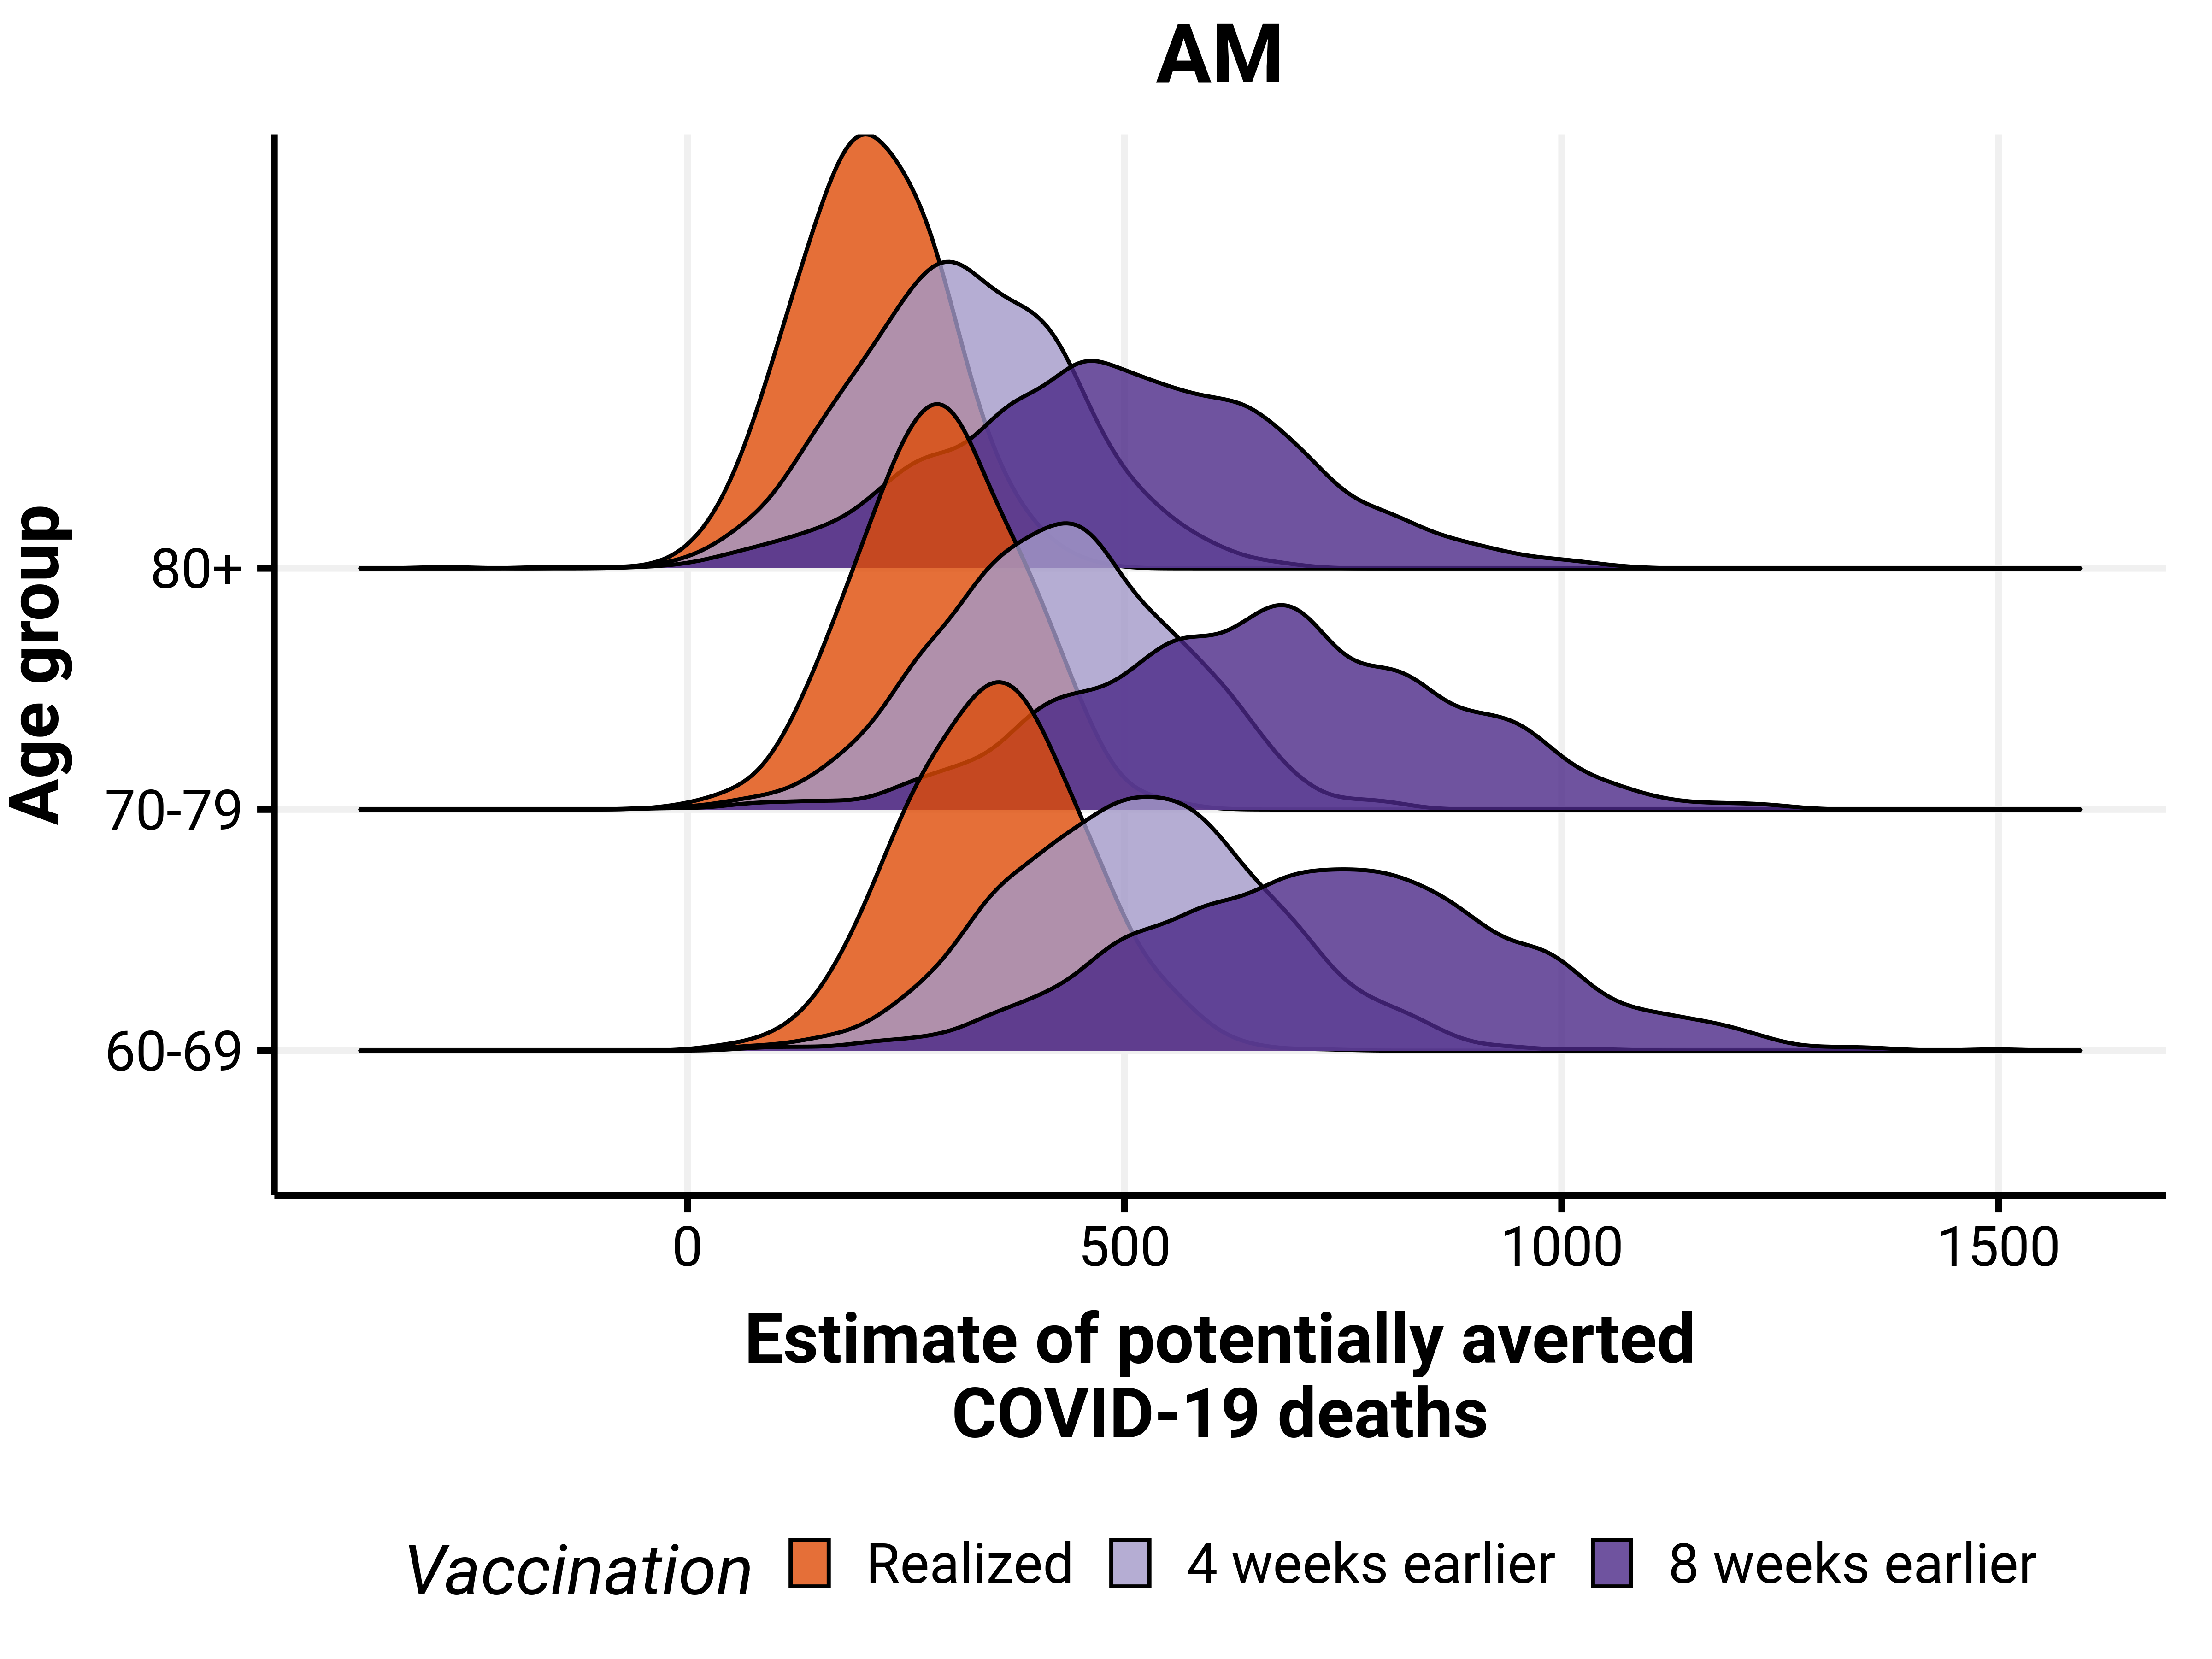 AM
Age group
80+
70-79
60-69
0 500 1000 1500
Estimate of potentially averted
COVID-19 deaths
Vaccination Realized 4 weeks earlier 8 weeks earlier